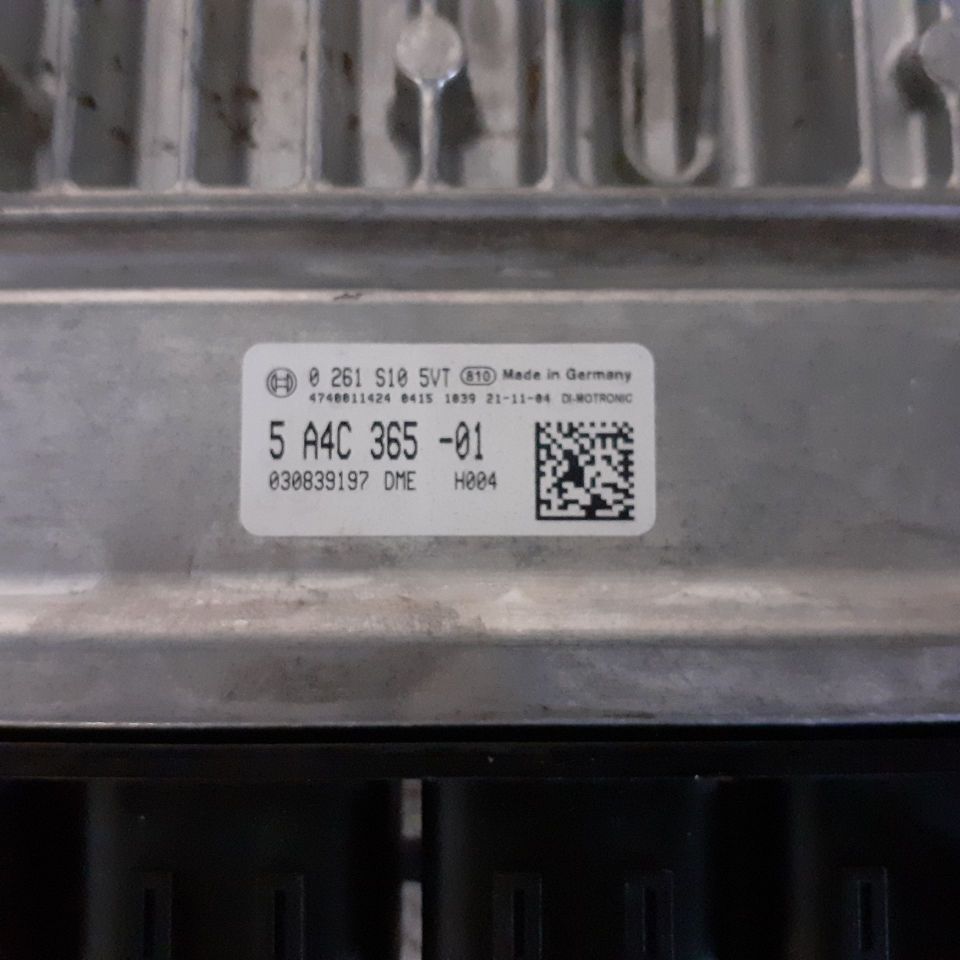 0 261 S10 5VT 810 Made in Germany
4740011424 0415 1039 21-11-04 DI-MOTRONIC
5 A4C 365 -01
030839197 DME H004